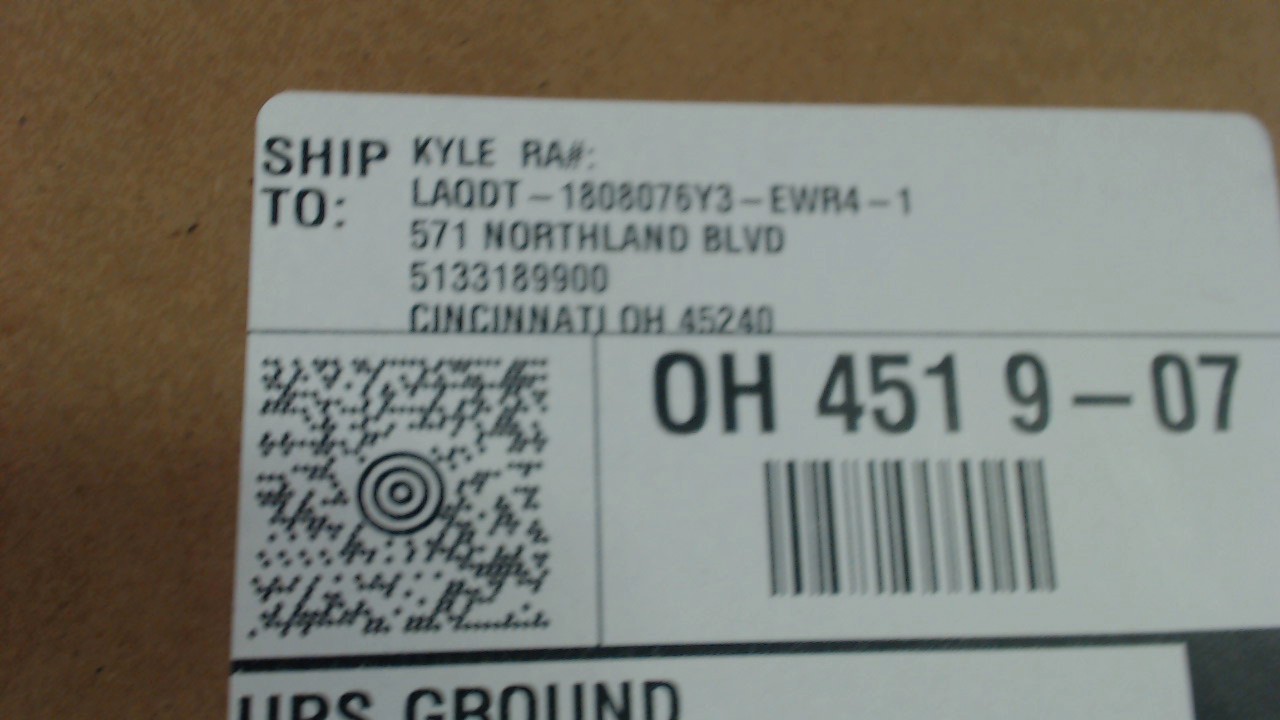 SHIP TO: KYLE RA#:
LAQDT-1808076Y3-EWR4-1
571 NORTHLAND BLVD
5133189900
CINCINNATI OH 45240
OH 451 9-07
UPS GROUND